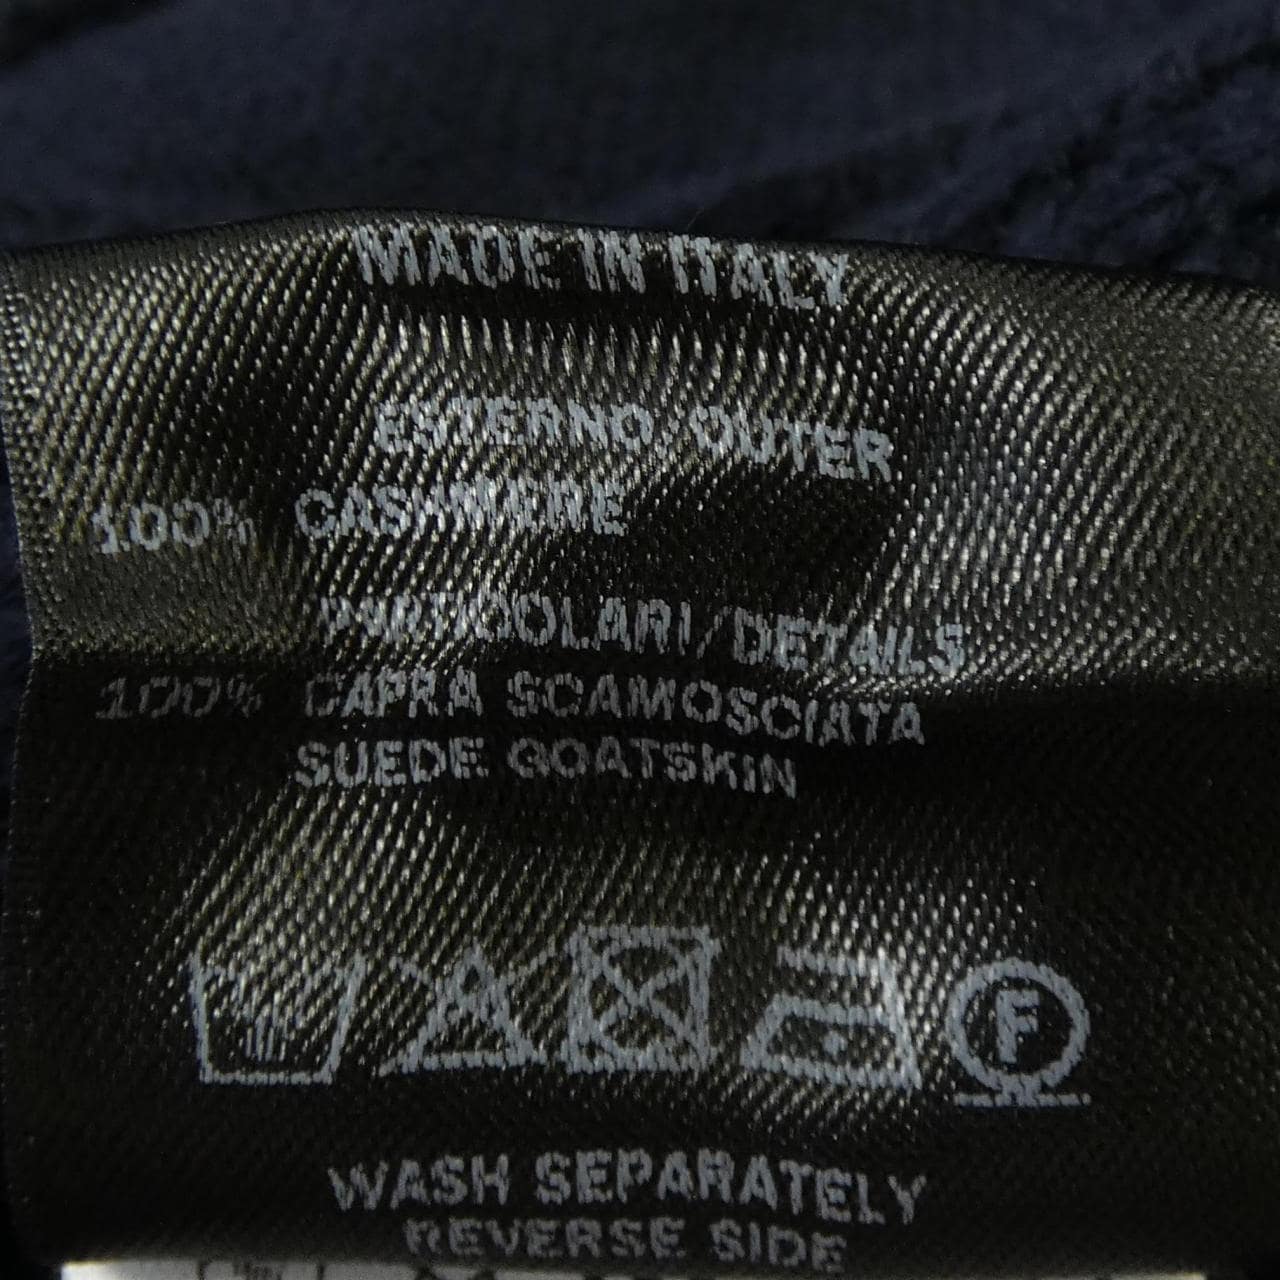 MADE IN ITALY
ESTERNO/OUTER
100% CASHMERE
PARTICOLARI/DETAILS
100% CAPRA SCAMOSCIATA
SUEDE GOATSKIN
F
WASH SEPARATELY
REVERSE SIDE